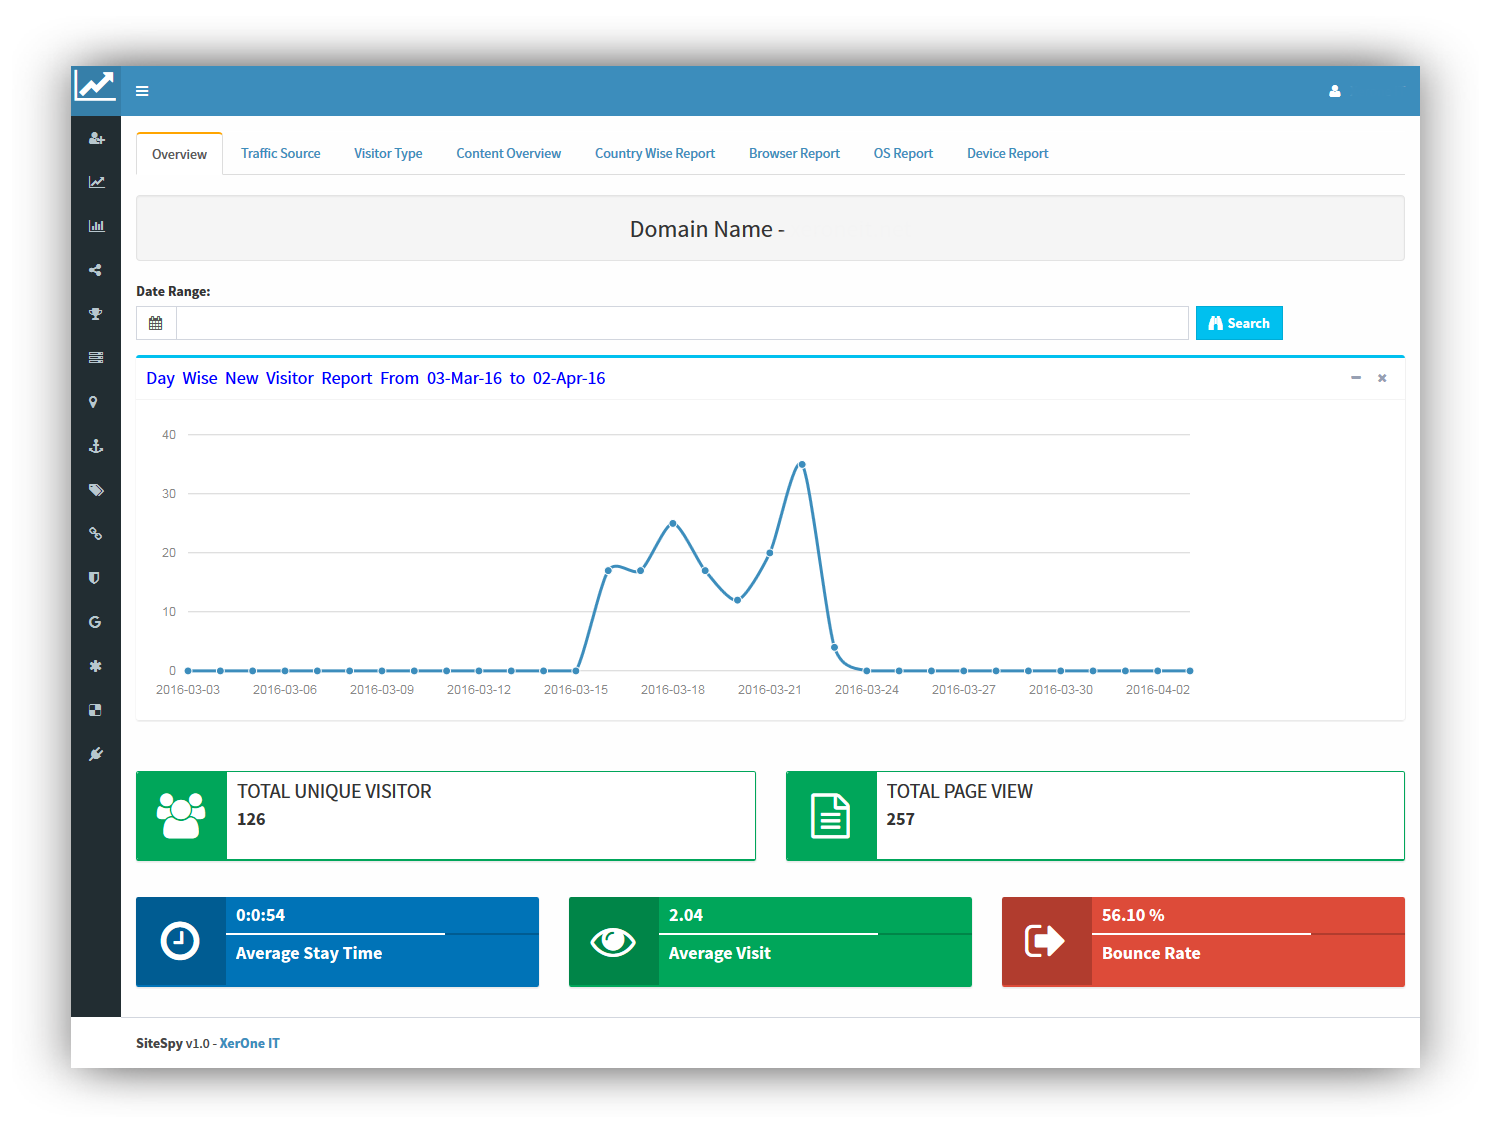 Overview Traffic Source Visitor Type Content Overview Country Wise Report Browser Report OS Report Device Report
Domain Name -
Date Range:
Search
Day Wise New Visitor Report From 03-Mar-16 to 02-Apr-16
40
30
20
10
0
2016-03-03 2016-03-06 2016-03-09 2016-03-12 2016-03-15 2016-03-18 2016-03-21 2016-03-24 2016-03-27 2016-03-30 2016-04-02
TOTAL UNIQUE VISITOR
126
TOTAL PAGE VIEW
257
0:0:54
Average Stay Time
2.04
Average Visit
56.10 %
Bounce Rate
SiteSpy v1.0 - XerOne IT